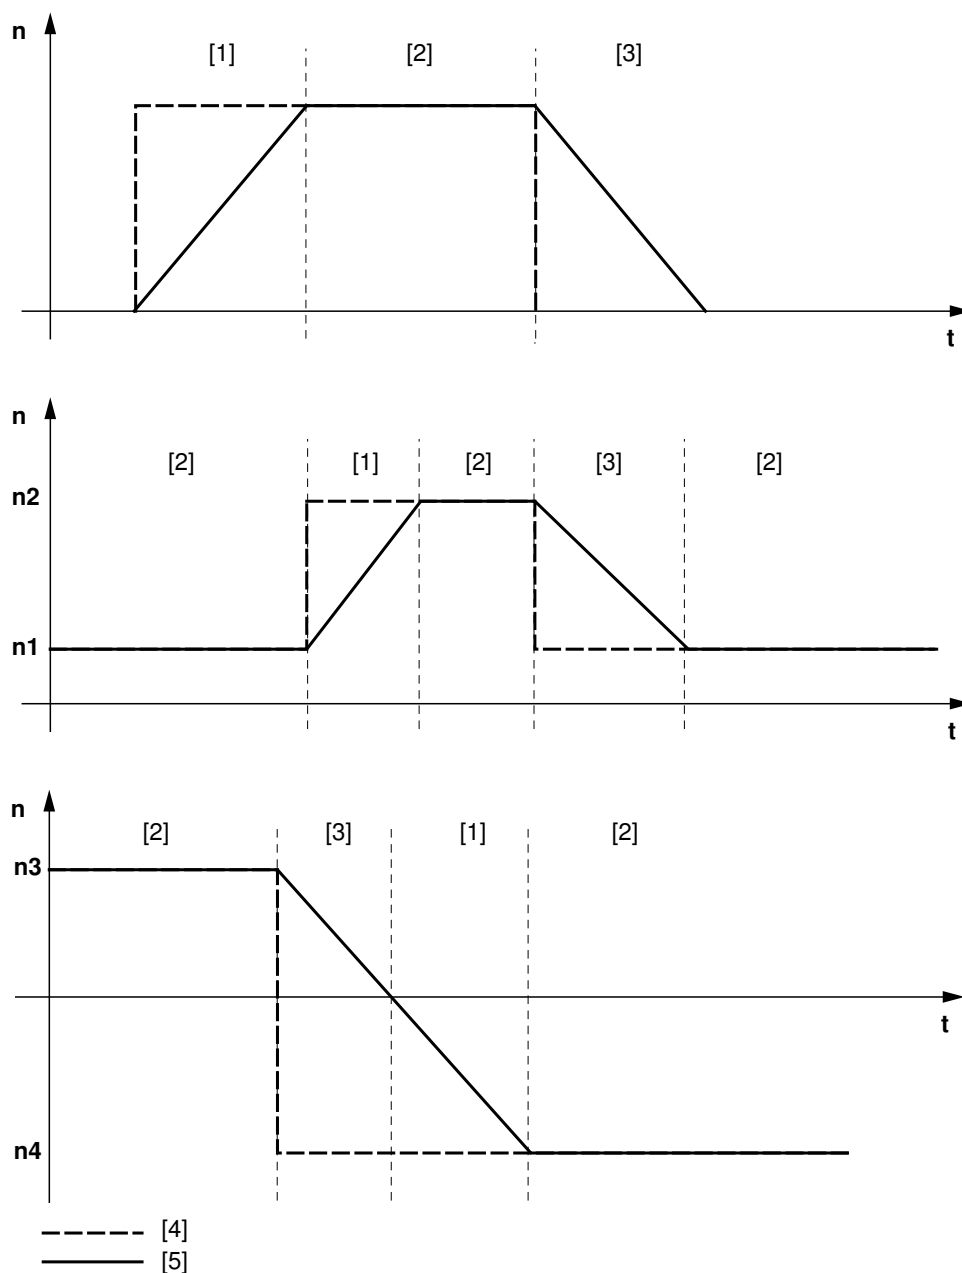 n
[1] [2] [3]
t
n
[2] [1] [2] [3] [2]
n2
n1
t
n
[2] [3] [1] [2]
n3
t
n4
[4]
[5]